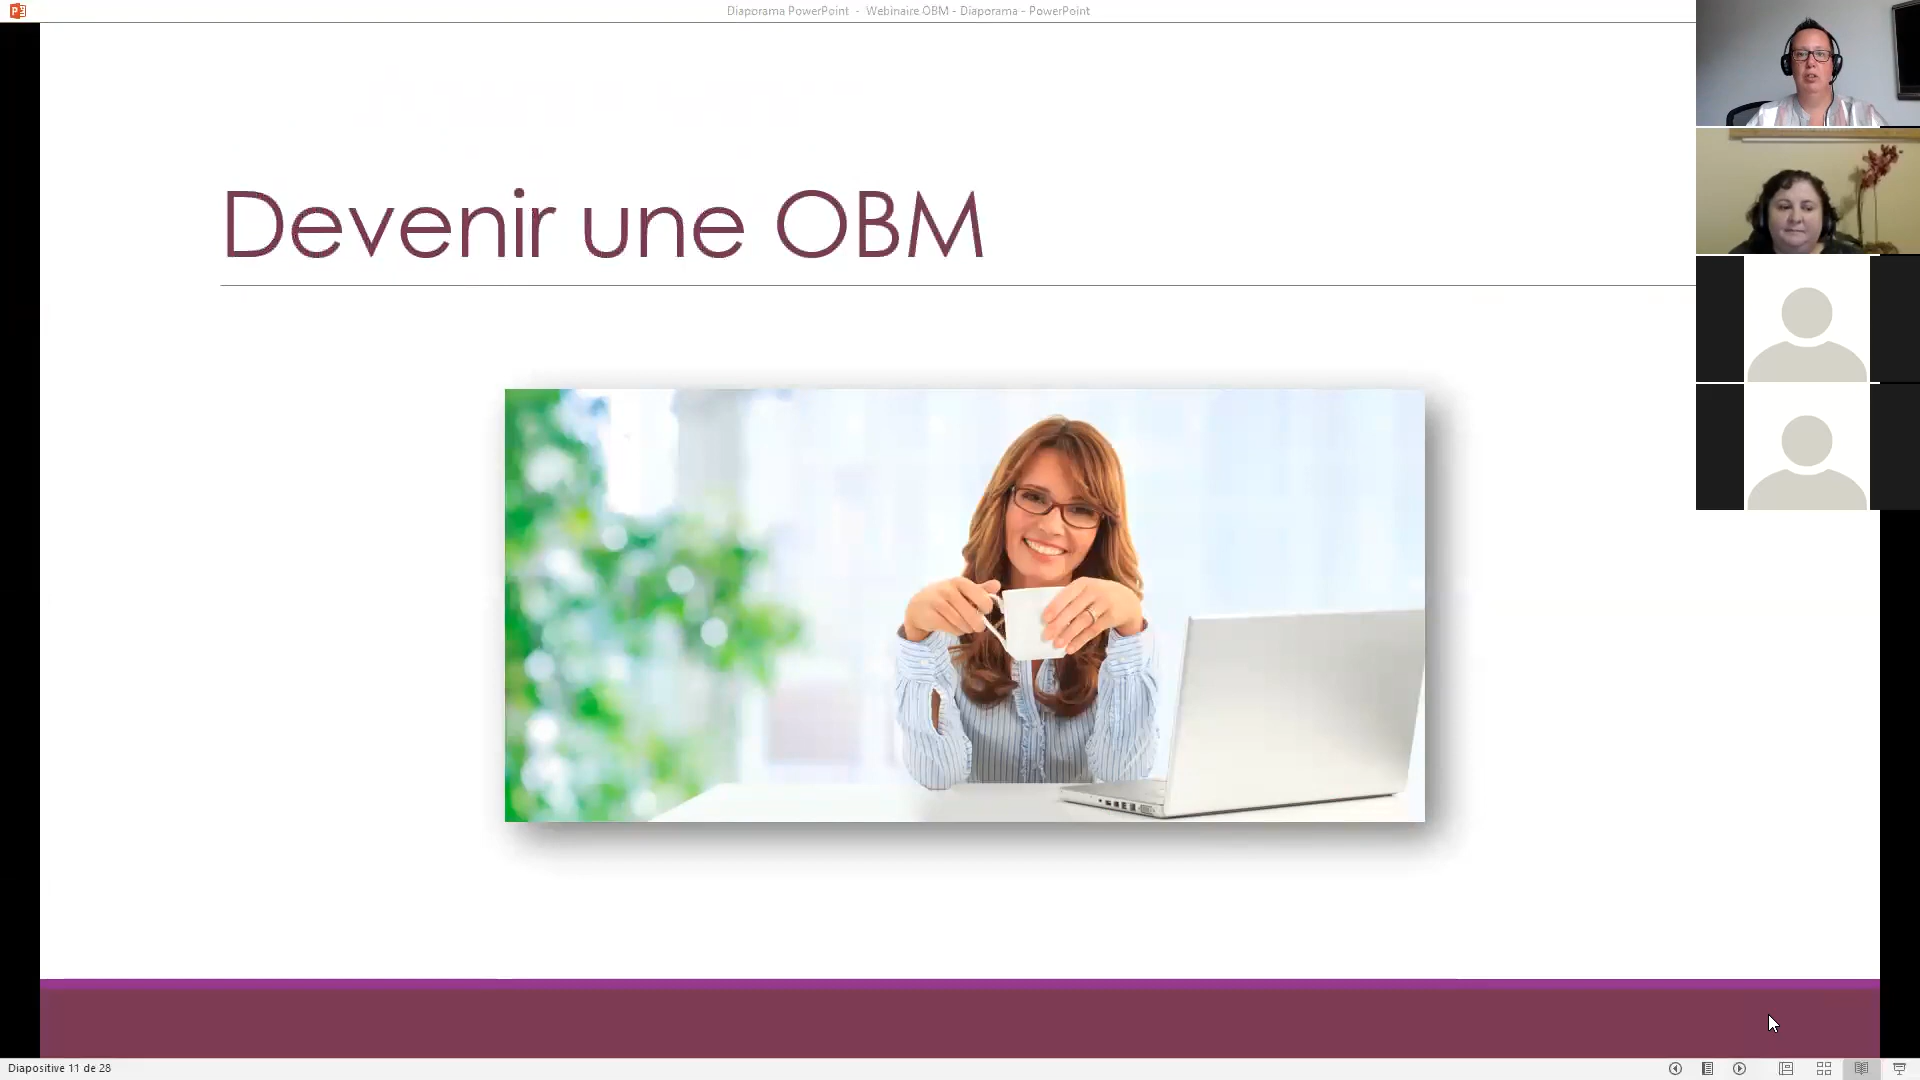 Diaporama PowerPoint - Webinaire OBM - Diaporama - PowerPoint
Devenir une OBM
Diapositive 11 de 28